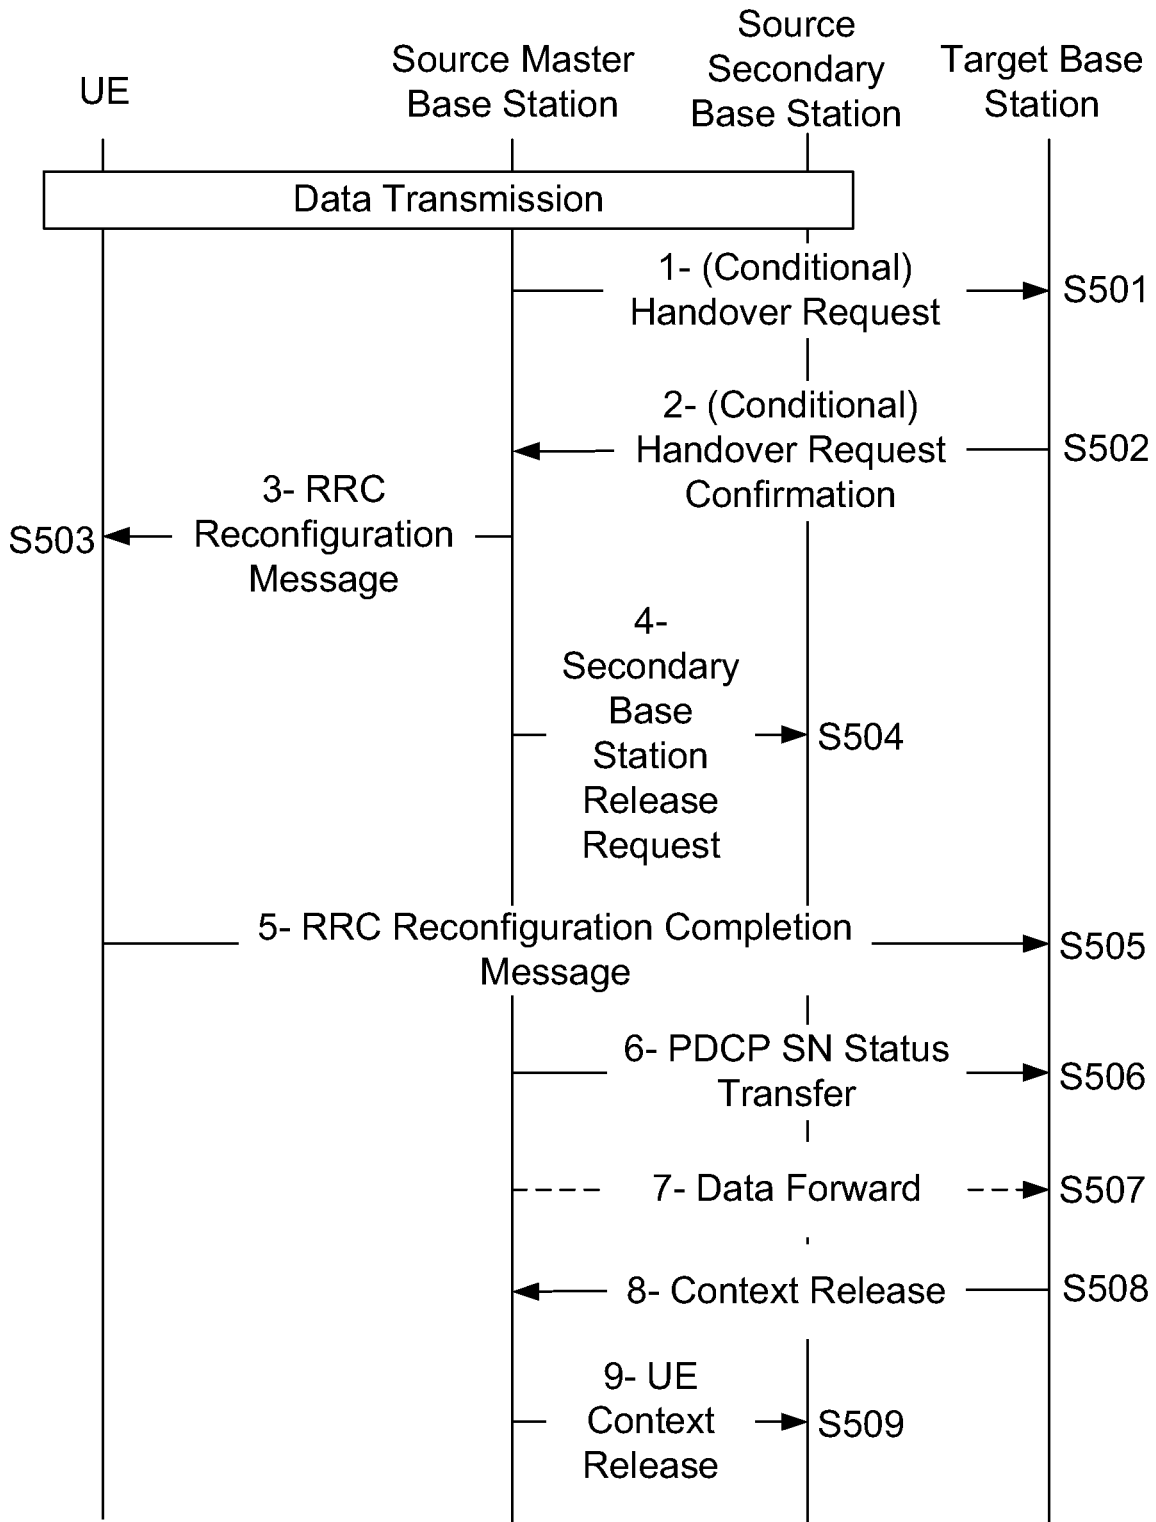 UE
Source Master
Base Station
Source
Secondary
Base Station
Target Base
Station
Data Transmission
1- (Conditional)
Handover Request
S501
2- (Conditional)
Handover Request
Confirmation
S502
3- RRC
Reconfiguration
Message
S503
4-
Secondary
Base
Station
Release
Request
S504
5- RRC Reconfiguration Completion
Message
S505
6- PDCP SN Status
Transfer
S506
7- Data Forward
S507
8- Context Release
S508
9- UE
Context
Release
S509